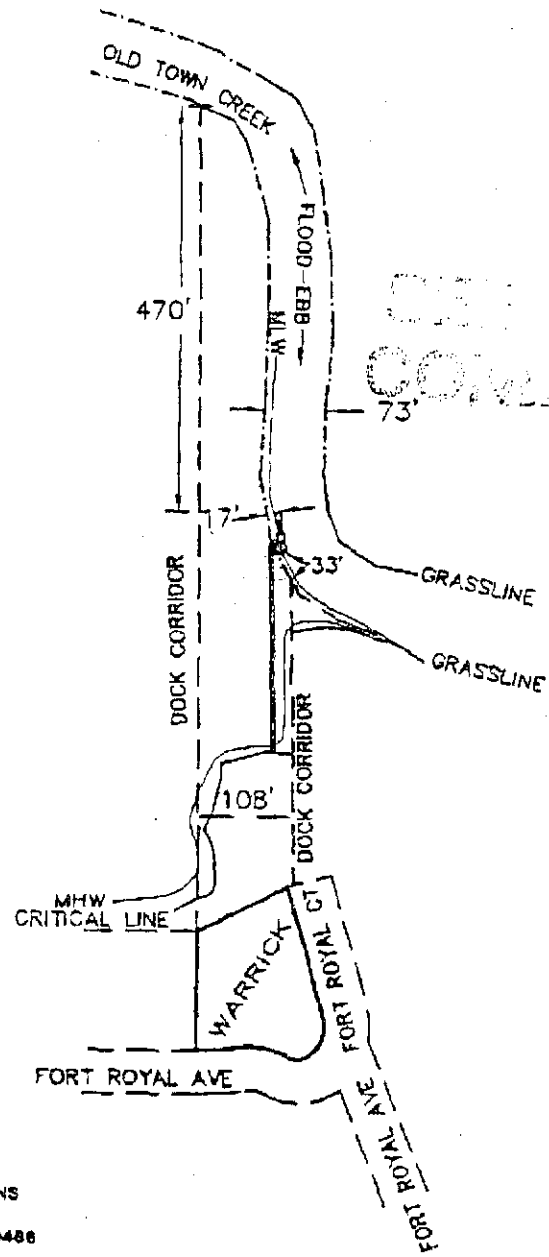 OLD TOWN CREEK
FLOOD-EBB
470'
MLW
73'
17'
33'
GRASSLINE
GRASSLINE
DOCK CORRIDOR
DOCK CORRIDOR
108'
MHW
CRITICAL LINE
WARRICK
FORT ROYAL CT
FORT ROYAL AVE
FORT ROYAL AVE